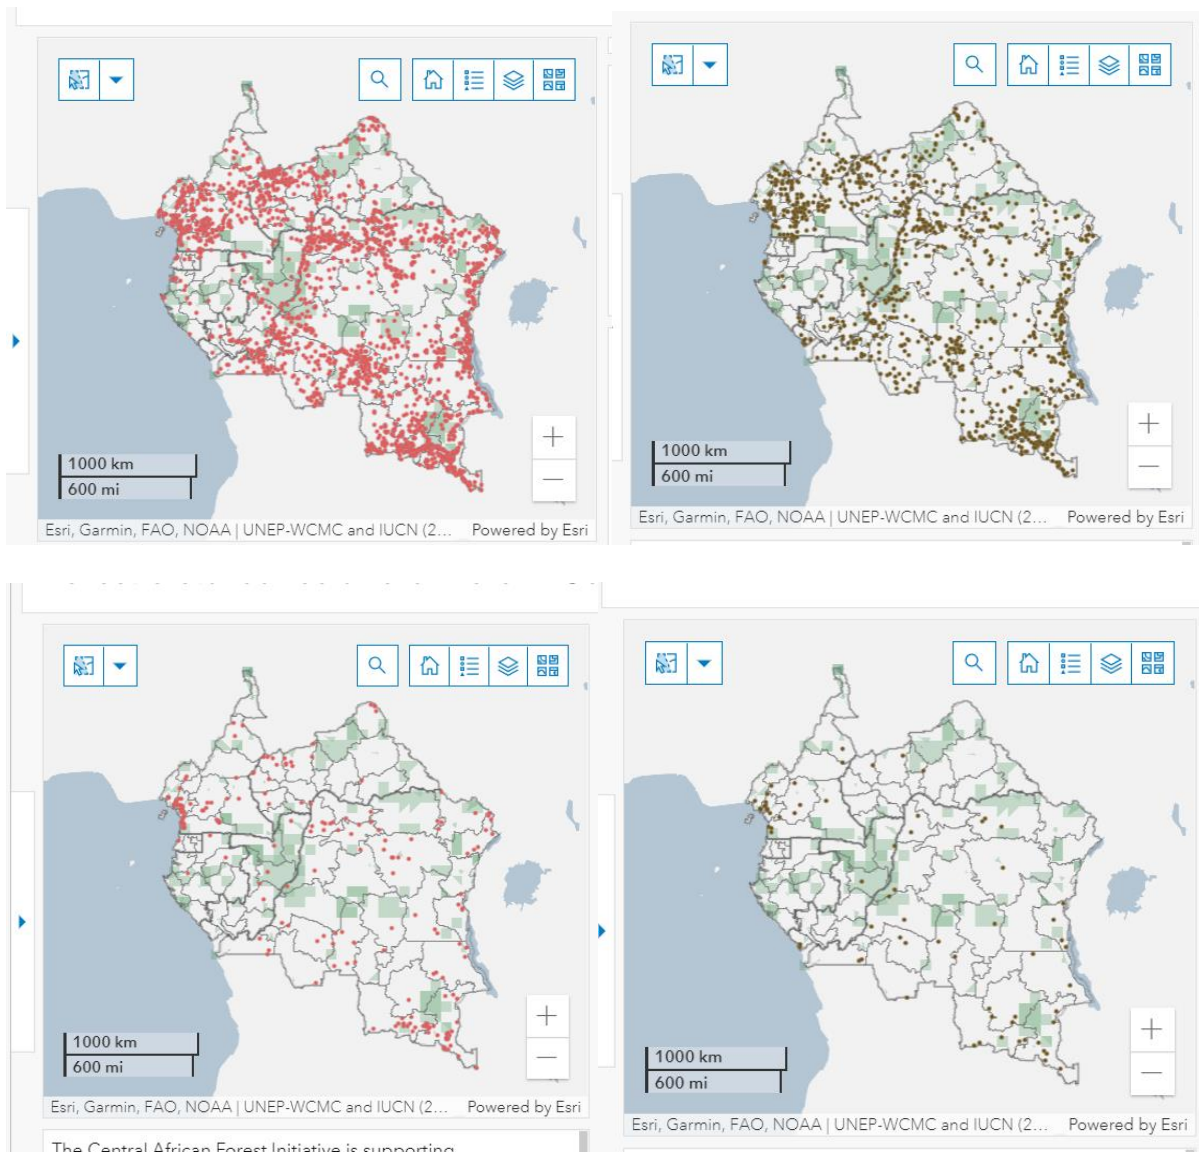 1000 km
600 mi
Esri, Garmin, FAO, NOAA | UNEP-WCMC and IUCN (2... Powered by Esri
1000 km
600 mi
Esri, Garmin, FAO, NOAA | UNEP-WCMC and IUCN (2... Powered by Esri
1000 km
600 mi
Esri, Garmin, FAO, NOAA | UNEP-WCMC and IUCN (2... Powered by Esri
The Central African Forest Initiative is supporting
1000 km
600 mi
Esri, Garmin, FAO, NOAA | UNEP-WCMC and IUCN (2... Powered by Esri